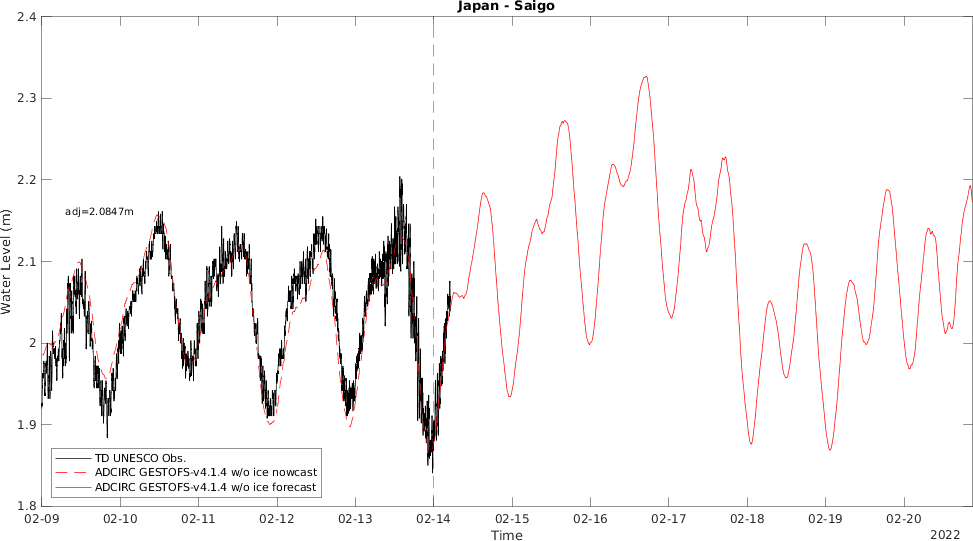 Japan - Saigo
2.4
2.3
2.2
2.1
2
1.9
1.8
Water Level (m)
adj=2.0847m
TD UNESCO Obs.
ADCIRC GESTOFS-v4.1.4 w/o ice nowcast
ADCIRC GESTOFS-v4.1.4 w/o ice forecast
02-09 02-10 02-11 02-12 02-13 02-14 02-15 02-16 02-17 02-18 02-19 02-20
Time
2022